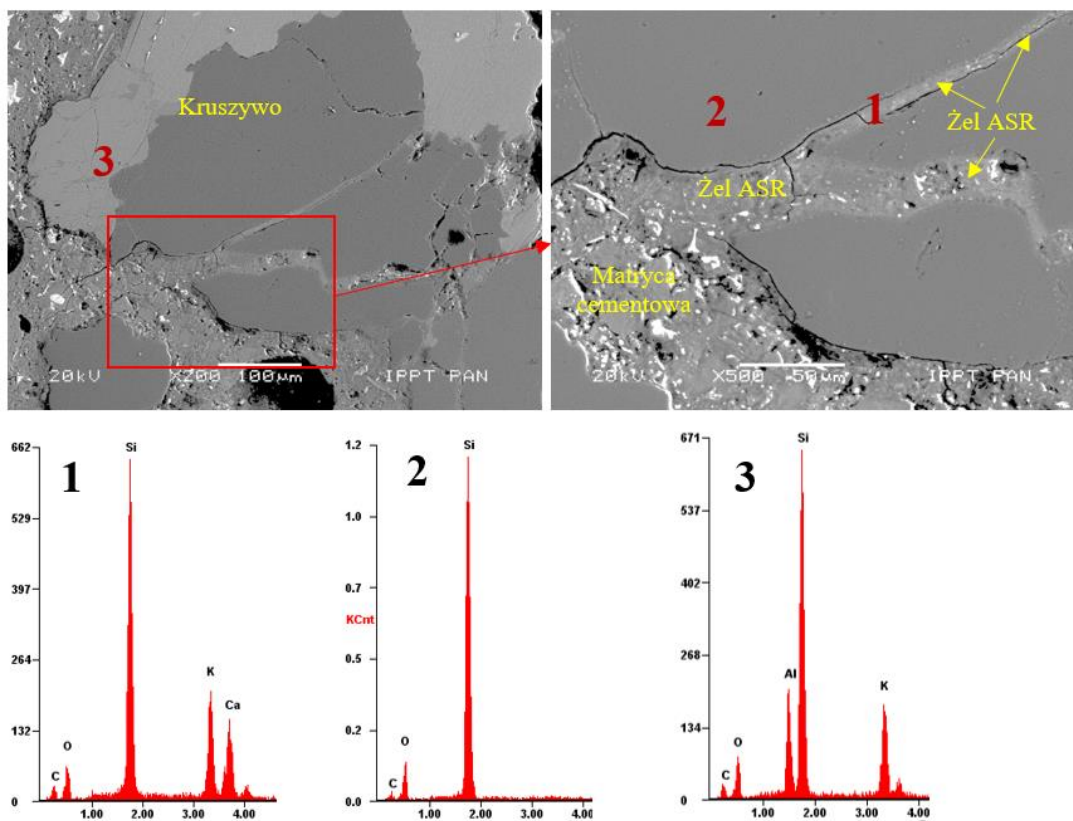 Kruszywo
3
20kV X200 100µm IPPT PAN
2
1
Żel ASR
Żel ASR
Matryca
cementowa
20kV X500 50µm IPPT PAN
662
529
397
264
132
0
1
Si
K
Ca
O
C
1.00 2.00 3.00 4.00
1.2
1.0
0.7
KCnt
0.5
0.2
0.0
2
Si
O
C
1.00 2.00 3.00 4.00
671
537
402
268
134
0
3
Si
Al
K
O
C
1.00 2.00 3.00 4.00